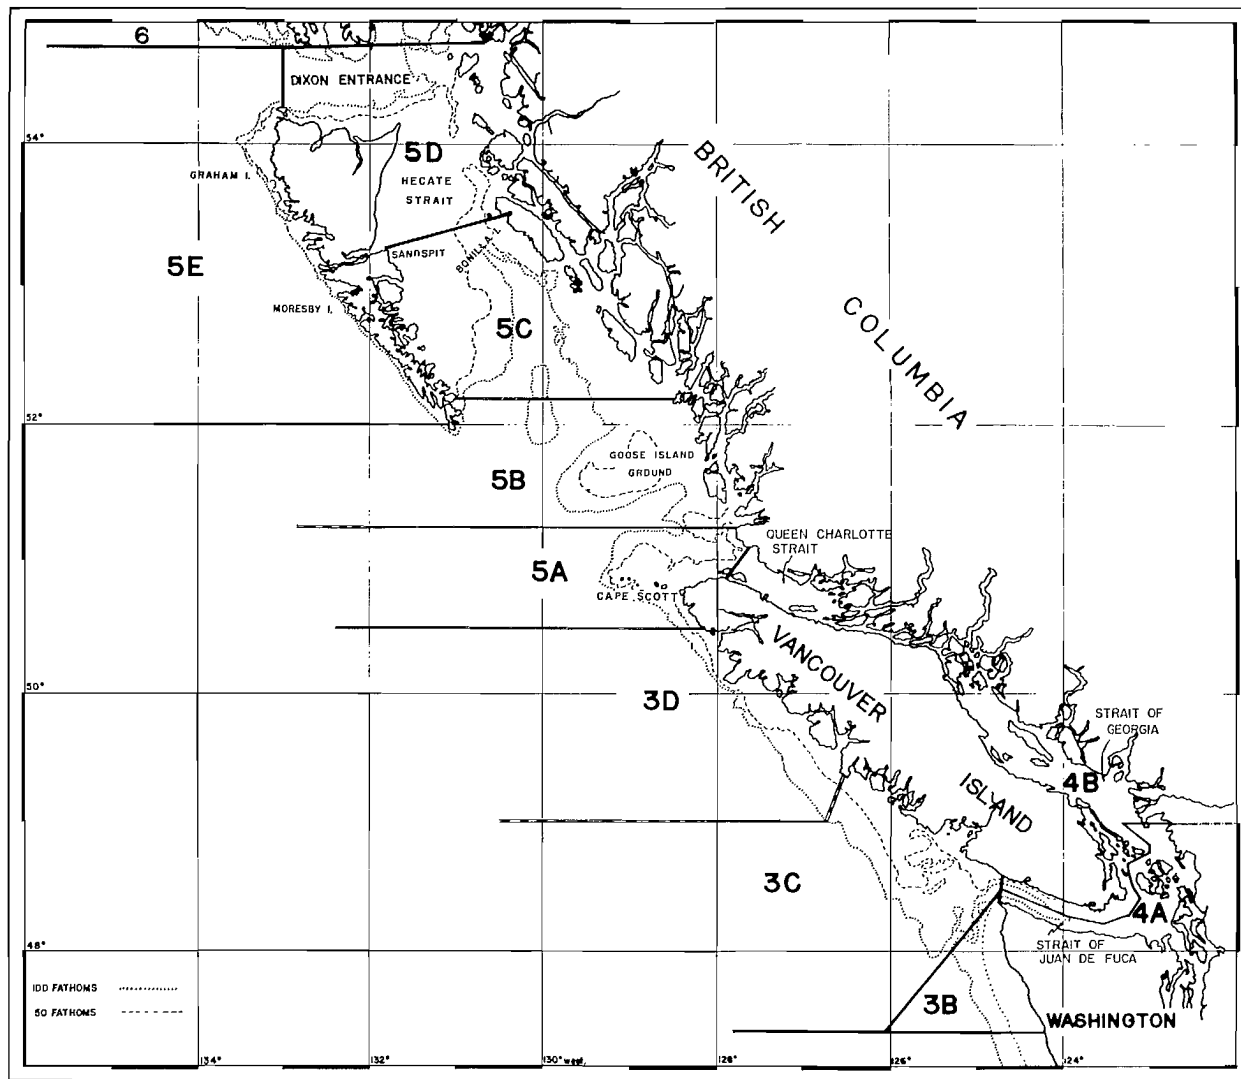 6
DIXON ENTRANCE
54°
5D
BRITISH
GRAHAM I.
HECATE
STRAIT
5E
SANDSPIT
BONILLA I.
MORESBY I.
5C
COLUMBIA
52°
GOOSE ISLAND
GROUND
5B
QUEEN CHARLOTTE
STRAIT
5A
CAPE SCOTT
VANCOUVER
50°
3D
STRAIT OF
GEORGIA
4B
ISLAND
3C
4A
48°
STRAIT OF
JUAN DE FUCA
100 FATHOMS
50 FATHOMS
3B
WASHINGTON
134°
132°
130° west.
128°
126°
124°